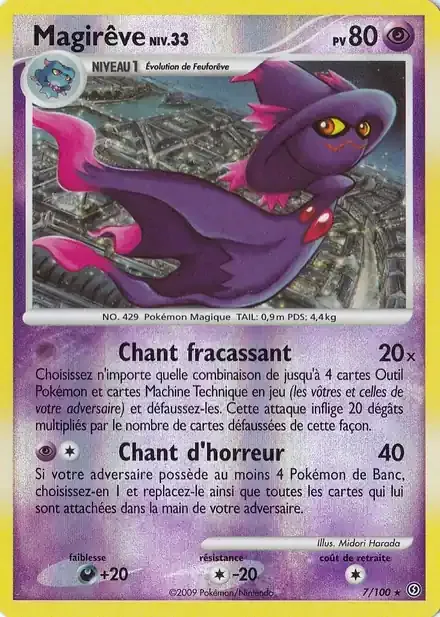 Magirêve NIV.33
PV 80
NIVEAU 1 Évolution de Feuforêve
NO. 429 Pokémon Magique TAIL: 0,9 m PDS: 4,4 kg
Chant fracassant 20x
Choisissez n'importe quelle combinaison de jusqu'à 4 cartes Outil
Pokémon et cartes Machine Technique en jeu (les vôtres et celles de
votre adversaire) et défaussez-les. Cette attaque inflige 20 dégâts
multipliés par le nombre de cartes défaussées de cette façon.
Chant d'horreur 40
Si votre adversaire possède au moins 4 Pokémon de Banc,
choisissez-en 1 et replacez-le ainsi que toutes les cartes qui lui
sont attachées dans la main de votre adversaire.
Illus. Midori Harada
faiblesse résistance coût de retraite
+20 -20
©2009 Pokémon/Nintendo 7/100 ★